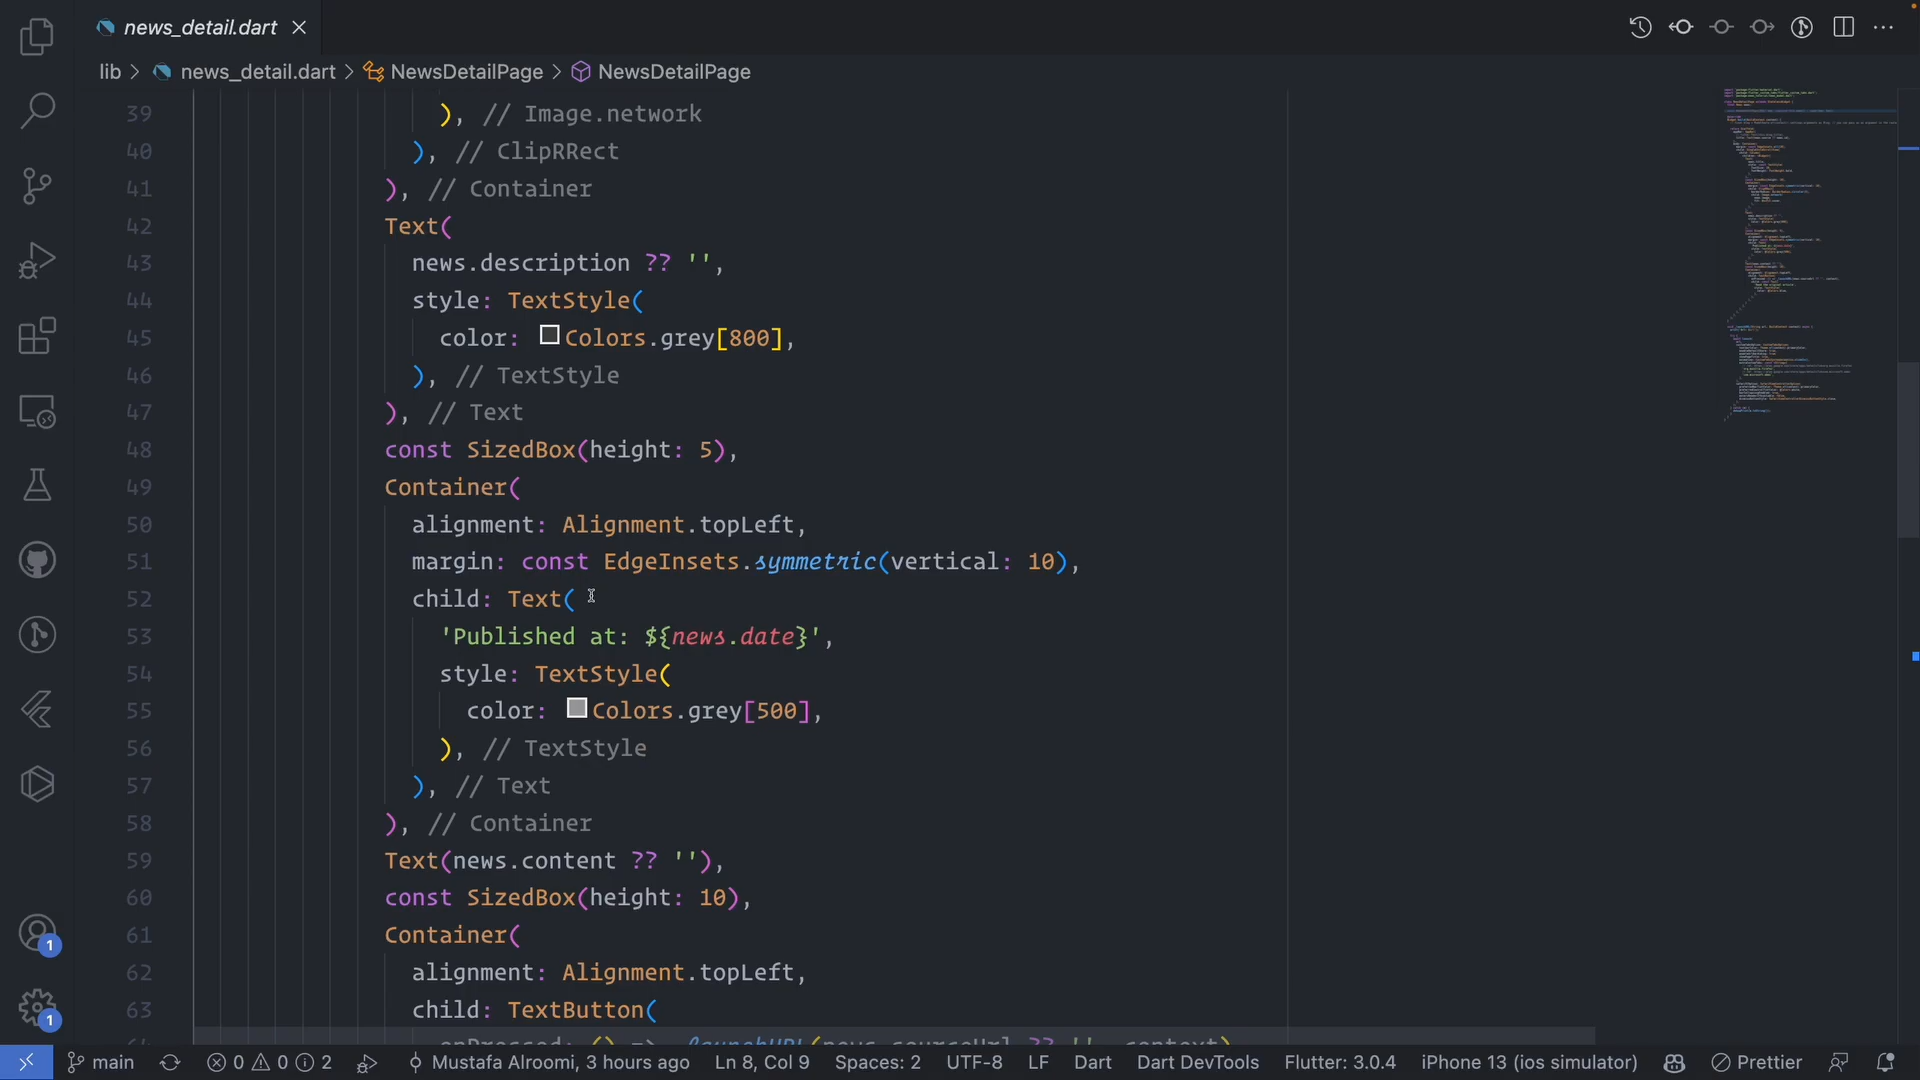 news_detail.dart
lib > news_detail.dart > NewsDetailPage > NewsDetailPage
39 ), // Image.network
40 ), // ClipRRect
41 ), // Container
42 Text(
43 news.description ?? '',
44 style: TextStyle(
45 color: Colors.grey[800],
46 ), // TextStyle
47 ), // Text
48 const SizedBox(height: 5),
49 Container(
50 alignment: Alignment.topLeft,
51 margin: const EdgeInsets.symmetric(vertical: 10),
52 child: Text(
53 'Published at: ${news.date}',
54 style: TextStyle(
55 color: Colors.grey[500],
56 ), // TextStyle
57 ), // Text
58 ), // Container
59 Text(news.content ?? ''),
60 const SizedBox(height: 10),
61 Container(
62 alignment: Alignment.topLeft,
63 child: TextButton(
1
1
main 0 0 2 Mustafa Alroomi, 3 hours ago Ln 8, Col 9 Spaces: 2 UTF-8 LF Dart Dart DevTools Flutter: 3.0.4 iPhone 13 (ios simulator) Prettier